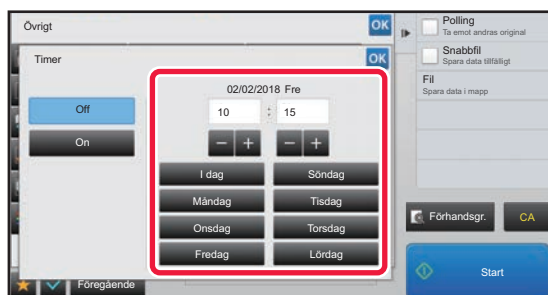 Övrigt
OK
Timer
OK
02/02/2018 Fre
Off
10 : 15
On
I dag
Söndag
Måndag
Tisdag
Onsdag
Torsdag
Fredag
Lördag
Föregående
Polling
Ta emot andras original
Snabbfil
Spara data tillfälligt
Fil
Spara data i mapp
Förhandsgr.
CA
Start